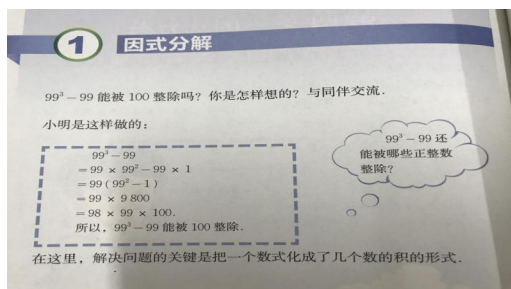 1 因式分解
99³－99 能被 100 整除吗？你是怎样想的？与同伴交流.
小明是这样做的：
99³－99
＝99 × 99²－99 × 1
＝99（99²－1）
＝99 × 9 800
＝98 × 99 × 100.
所以，99³－99 能被 100 整除.
99³－99 还
能被哪些正整数
整除？
在这里，解决问题的关键是把一个数式化成了几个数的积的形式.